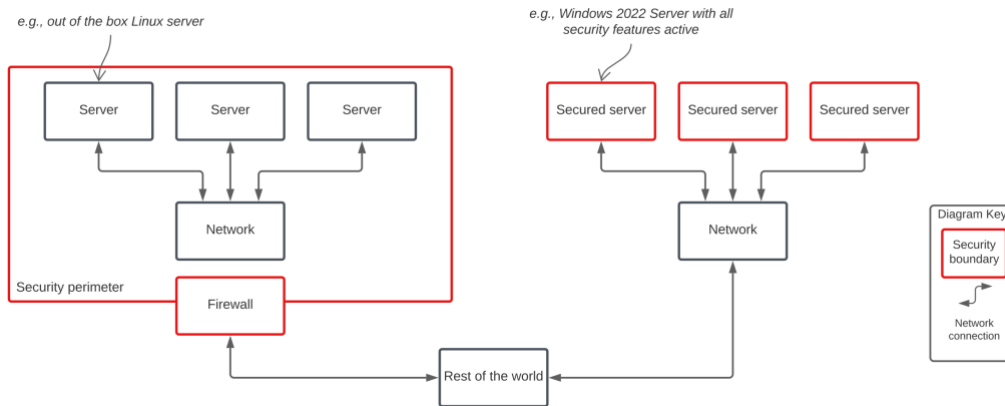 e.g., out of the box Linux server
e.g., Windows 2022 Server with all
security features active
Server
Server
Server
Secured server
Secured server
Secured server
Network
Network
Security perimeter
Firewall
Rest of the world
Diagram Key
Security
boundary
Network
connection